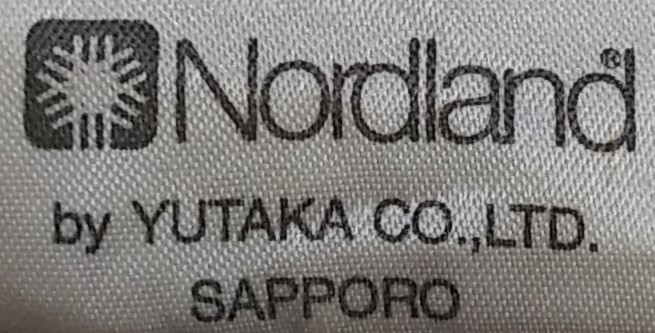 Nordland®
by YUTAKA CO.,LTD.
SAPPORO